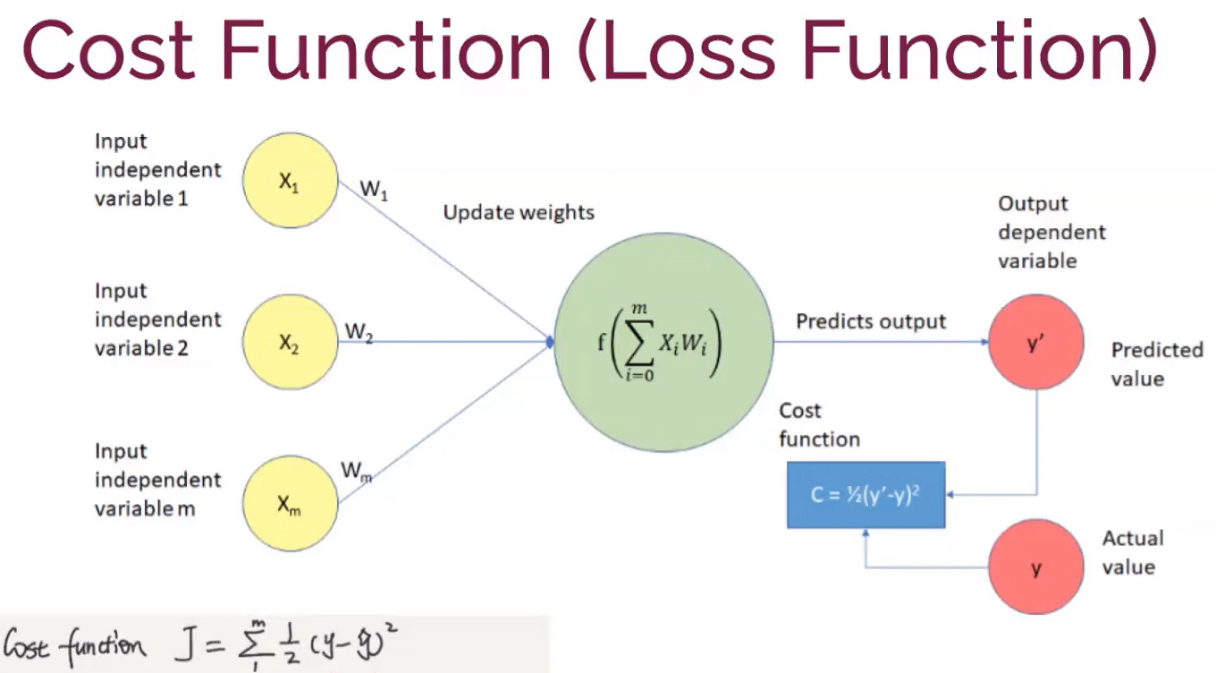 Cost Function (Loss Function)
Input
independent
variable 1
X₁
W₁
Update weights
Input
independent
variable 2
X₂
W₂
Input
independent
variable m
Xₘ
Wₘ
f(∑ᵢ₌₀ᵐ XᵢWᵢ)
Predicts output
Output
dependent
variable
y'
Predicted
value
Cost
function
C = ½(y'-y)²
y
Actual
value
Cost function J = ∑₁ᵐ ½ (y-ŷ)²